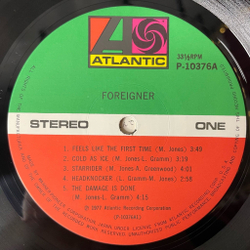 33⅓RPM
ATLANTIC P-10376A
FOREIGNER
STEREO ONE
1. FEELS LIKE THE FIRST TIME (M. Jones) 3:49
2. COLD AS ICE (M. Jones L. Gramm) 3:19
3. STARRIDER (M. Jones A. Greenwood) 4:01
4. HEADKNOCKER (L. Gramm M. Jones) 2:58
5. THE DAMAGE IS DONE
(M. Jones L. Gramm) 4:15
℗ 1977 Atlantic Recording Corporation